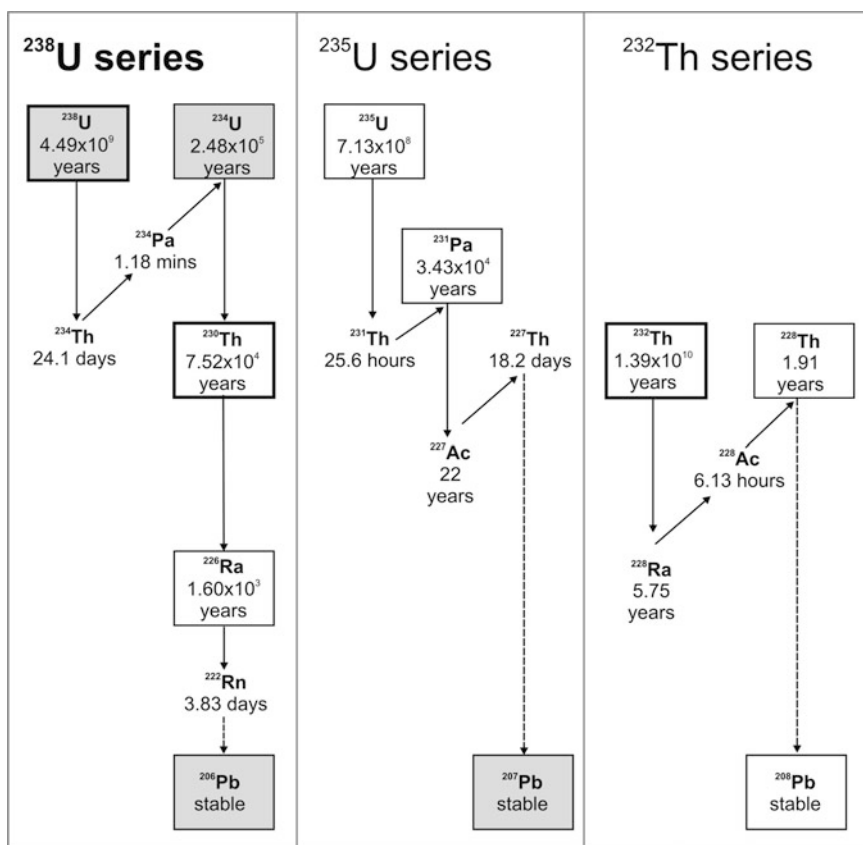 ²³⁸U series
²³⁸U
4.49x10⁹
years
²³⁴U
2.48x10⁵
years
²³⁴Pa
1.18 mins
²³⁴Th
24.1 days
²³⁰Th
7.52x10⁴
years
²²⁶Ra
1.60x10³
years
²²²Rn
3.83 days
²⁰⁶Pb
stable
²³⁵U series
²³⁵U
7.13x10⁸
years
²³¹Pa
3.43x10⁴
years
²³¹Th
25.6 hours
²²⁷Th
18.2 days
²²⁷Ac
22
years
²⁰⁷Pb
stable
²³²Th series
²³²Th
1.39x10¹⁰
years
²²⁸Th
1.91
years
²²⁸Ac
6.13 hours
²²⁸Ra
5.75
years
²⁰⁸Pb
stable